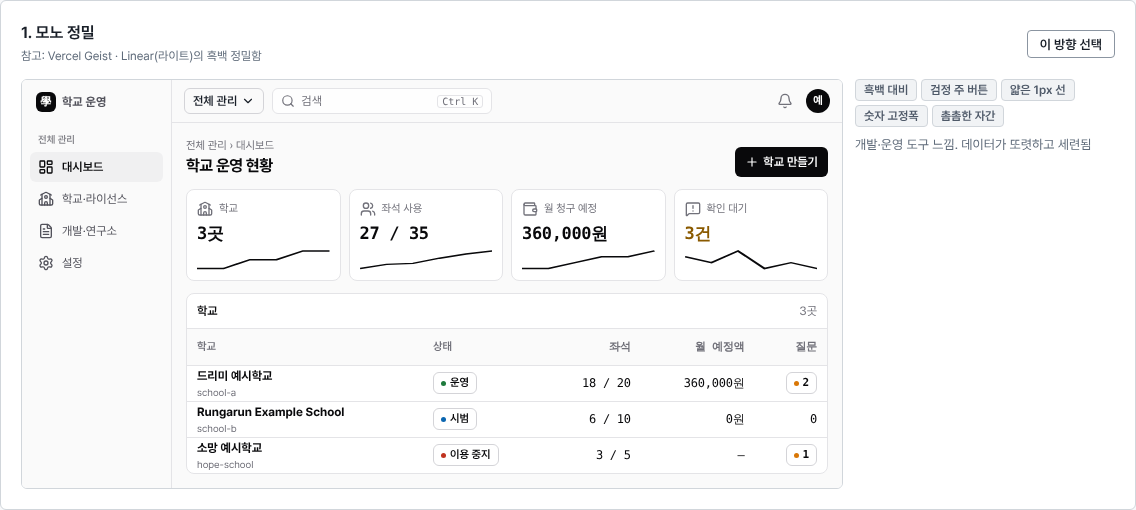 1. 모노 정밀
참고: Vercel Geist · Linear(라이트)의 흑백 정밀함
이 방향 선택
學 학교 운영
전체 관리
대시보드
학교·라이선스
개발·연구소
설정
전체 관리
검색
Ctrl K
예
전체 관리 › 대시보드
학교 운영 현황
+ 학교 만들기
학교
3곳
좌석 사용
27 / 35
월 청구 예정
360,000원
확인 대기
3건
학교 3곳
학교 상태 좌석 월 예정액 질문
드리미 예시학교
school-a
운영 18 / 20 360,000원 2
Rungarun Example School
school-b
시범 6 / 10 0원 0
소망 예시학교
hope-school
이용 중지 3 / 5 — 1
흑백 대비 검정 주 버튼 얇은 1px 선
숫자 고정폭 촘촘한 자간
개발·운영 도구 느낌. 데이터가 또렷하고 세련됨